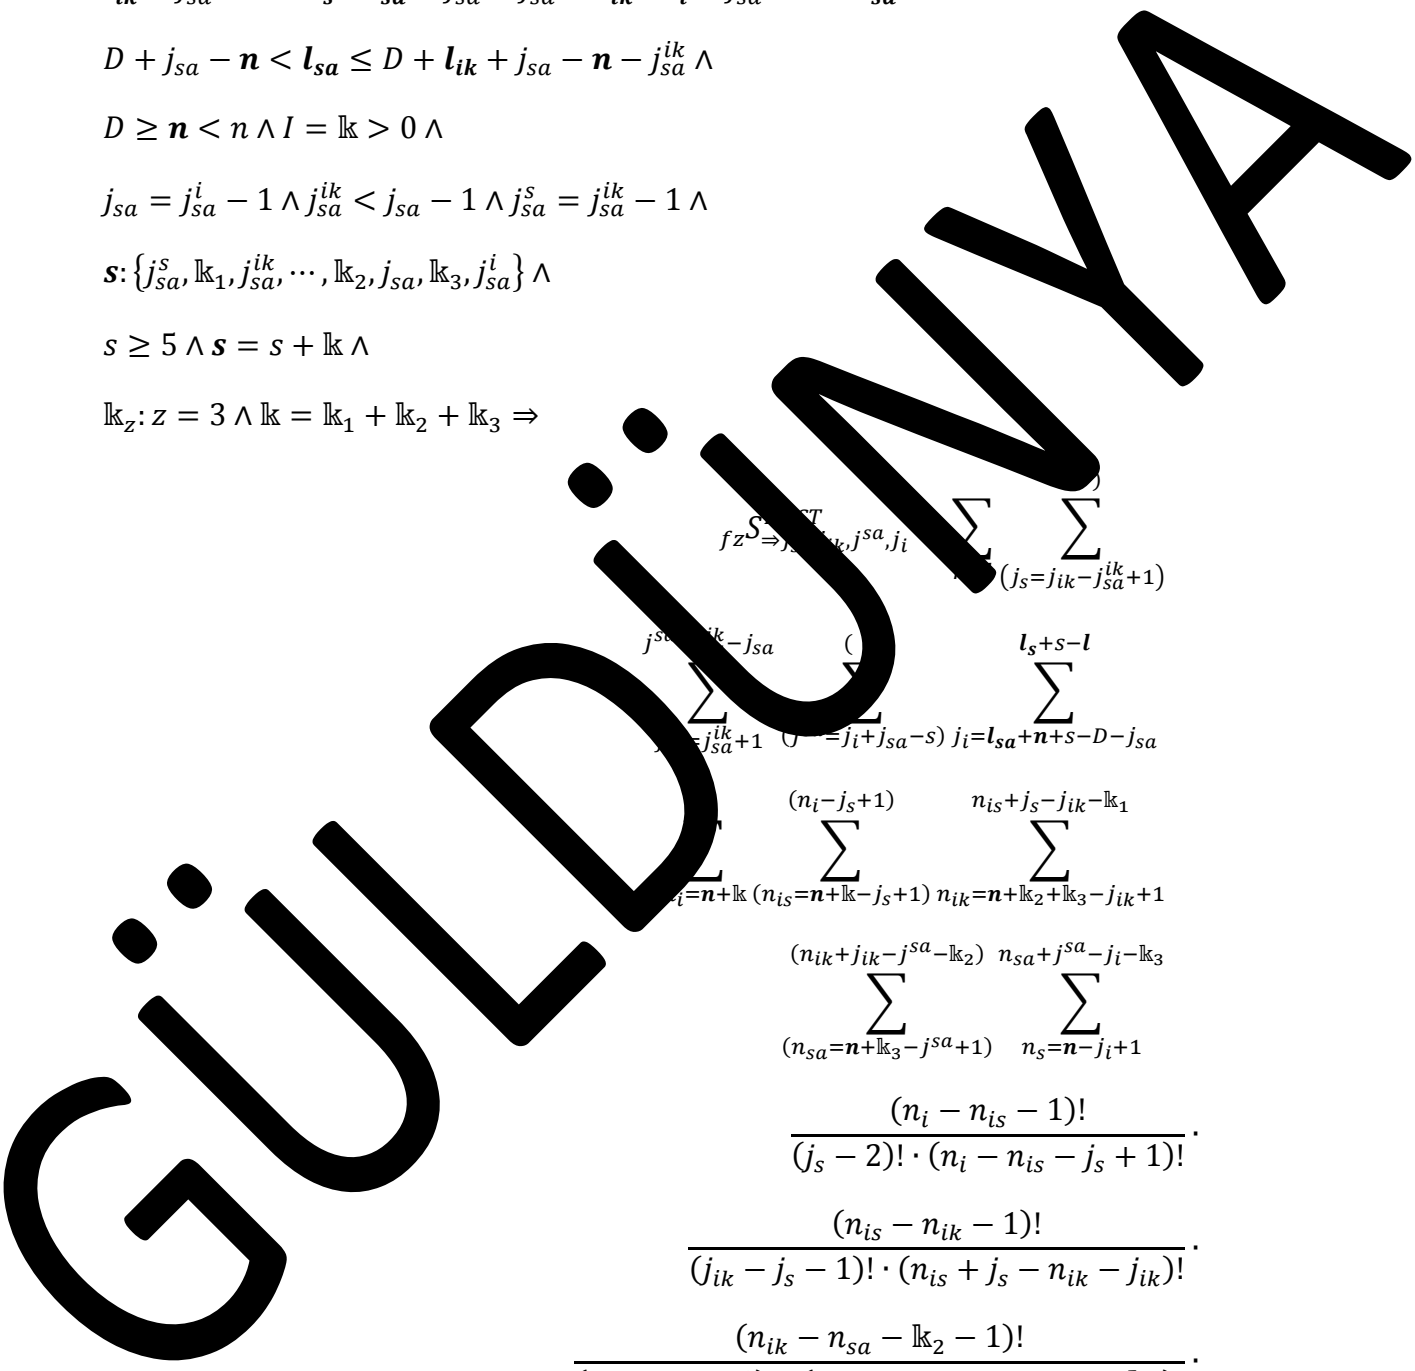 D + j_{sa} − n < l_{sa} ≤ D + l_{ik} + j_{sa} − n − j_{sa}^{ik} ∧
D ≥ n < n ∧ I = 𝕜 > 0 ∧
j_{sa} = j_{sa}^{i} − 1 ∧ j_{sa}^{ik} < j_{sa} − 1 ∧ j_{sa}^{s} = j_{sa}^{ik} − 1 ∧
s: {j_{sa}^{s}, 𝕜_1, j_{sa}^{ik}, ⋯, 𝕜_2, j_{sa}, 𝕜_3, j_{sa}^{i}} ∧
s ≥ 5 ∧ s = s + 𝕜 ∧
𝕜_z: z = 3 ∧ 𝕜 = 𝕜_1 + 𝕜_2 + 𝕜_3 ⇒
GÜLDÜNYA
∑ ∑
(j_s=j_{ik}−j_{sa}^{ik}+1)
l_s+s−l
∑ ∑ ∑
=j_{sa}^{ik}+1 =j_i+j_{sa}−s) j_i=l_{sa}+n+s−D−j_{sa}
(n_i−j_s+1) n_{is}+j_s−j_{ik}−𝕜_1
∑ ∑ ∑
=n+𝕜 (n_{is}=n+𝕜−j_s+1) n_{ik}=n+𝕜_2+𝕜_3−j_{ik}+1
(n_{ik}+j_{ik}−j^{sa}−𝕜_2) n_{sa}+j^{sa}−j_i−𝕜_3
∑ ∑
(n_{sa}=n+𝕜_3−j^{sa}+1) n_s=n−j_i+1
(n_i − n_{is} − 1)!
(j_s − 2)! · (n_i − n_{is} − j_s + 1)! ·
(n_{is} − n_{ik} − 1)!
(j_{ik} − j_s − 1)! · (n_{is} + j_s − n_{ik} − j_{ik})! ·
(n_{ik} − n_{sa} − 𝕜_2 − 1)! ·